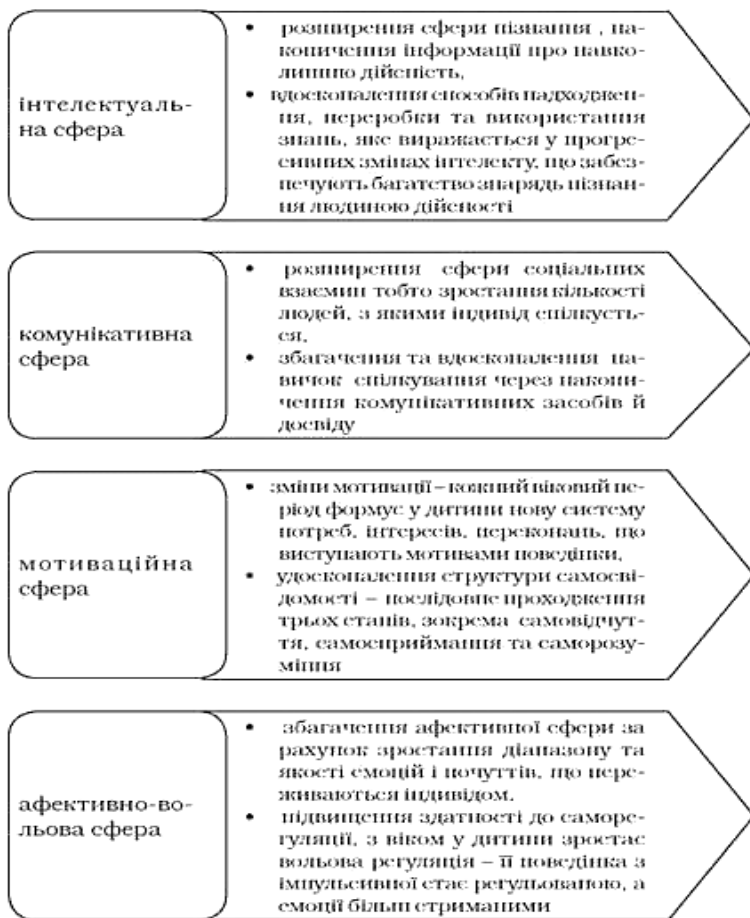 інтелектуаль-
на сфера
• розширення сфери пізнання , на-
копичення інформації про навко-
лишню дійсність,
• вдосконалення способів надходжен-
ня, переробки та використання
знань, яке виражається у прогре-
сивних змінах інтелекту, що забез-
печують багатство знарядь пізнан-
ня людиною дійсності
комунікативна
сфера
• розширення сфери соціальних
взаємин тобто зростання кількості
людей, з якими індивід спілкуєть-
ся,
• збагачення та вдосконалення на-
вичок спілкування через накопи-
чення комунікативних засобів й
досвіду
мотиваційна
сфера
• зміни мотивації – кожний віковий пе-
ріод формує у дитини нову систему
потреб, інтересів, переконань, що
виступають мотивами поведінки,
• удосконалення структури самосві-
домості – послідовне проходження
трьох етапів, зокрема самовідчут-
тя, самосприймання та саморозу-
міння
афективно-во-
льова сфера
• збагачення афективної сфери за
рахунок зростання діапазону та
якості емоцій і почуттів, що пере-
живаються індивідом.
• підвищення здатності до саморе-
гуляції, з віком у дитини зростає
вольова регуляція – її поведінка з
імпульсивної стає регульованою, а
емоції більш стриманими